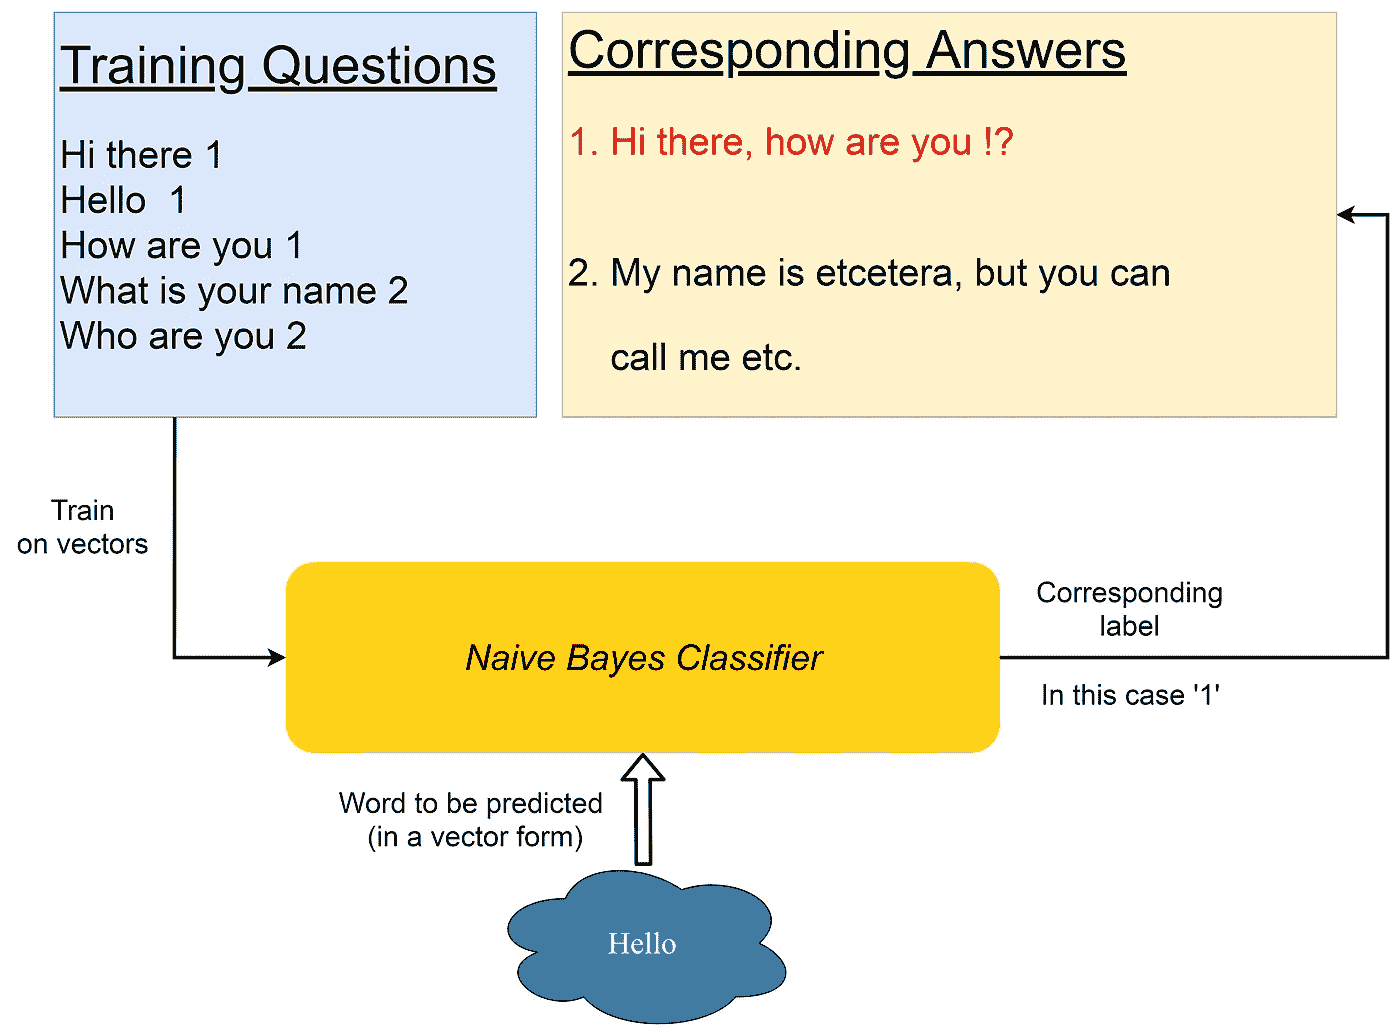 Training Questions
Hi there 1
Hello  1
How are you 1
What is your name 2
Who are you 2
Corresponding Answers
1. Hi there, how are you !?
2. My name is etcetera, but you can
call me etc.
Train
on vectors
Naive Bayes Classifier
Corresponding
label
In this case '1'
Word to be predicted
(in a vector form)
Hello